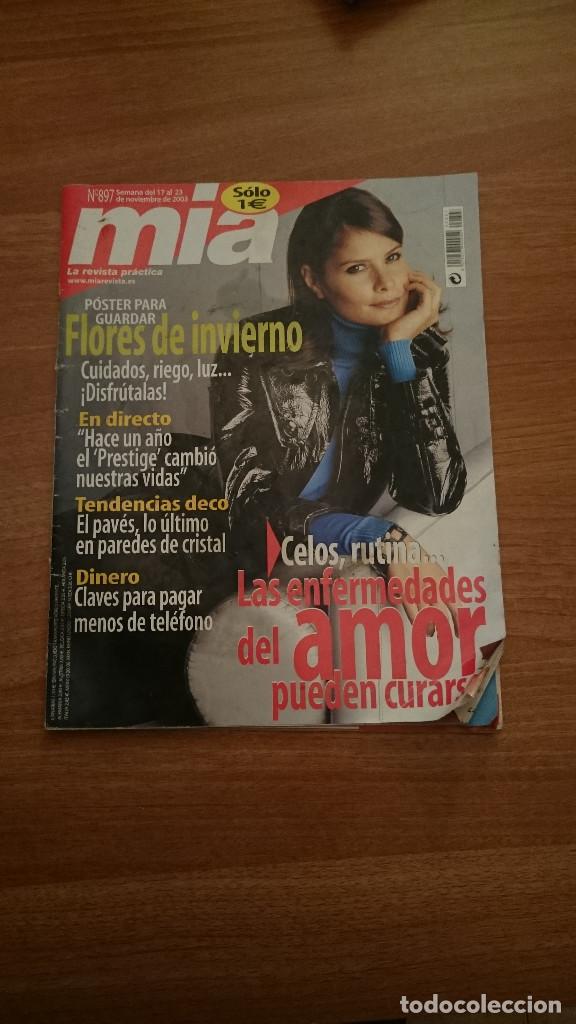 Nº897 Semana del 17 al 23
de noviembre de 2003
Sólo
1€
mia
La revista práctica
www.miarevista.es
PÓSTER PARA
GUARDAR
Flores de invierno
Cuidados, riego, luz...
¡Disfrútalas!
En directo
“Hace un año
el ‘Prestige’ cambió
nuestras vidas”
Tendencias deco
El pavés, lo último
en paredes de cristal
Dinero
Claves para pagar
menos de teléfono
Celos, rutina...
Las enfermedades
del amor
pueden curars
todocoleccion